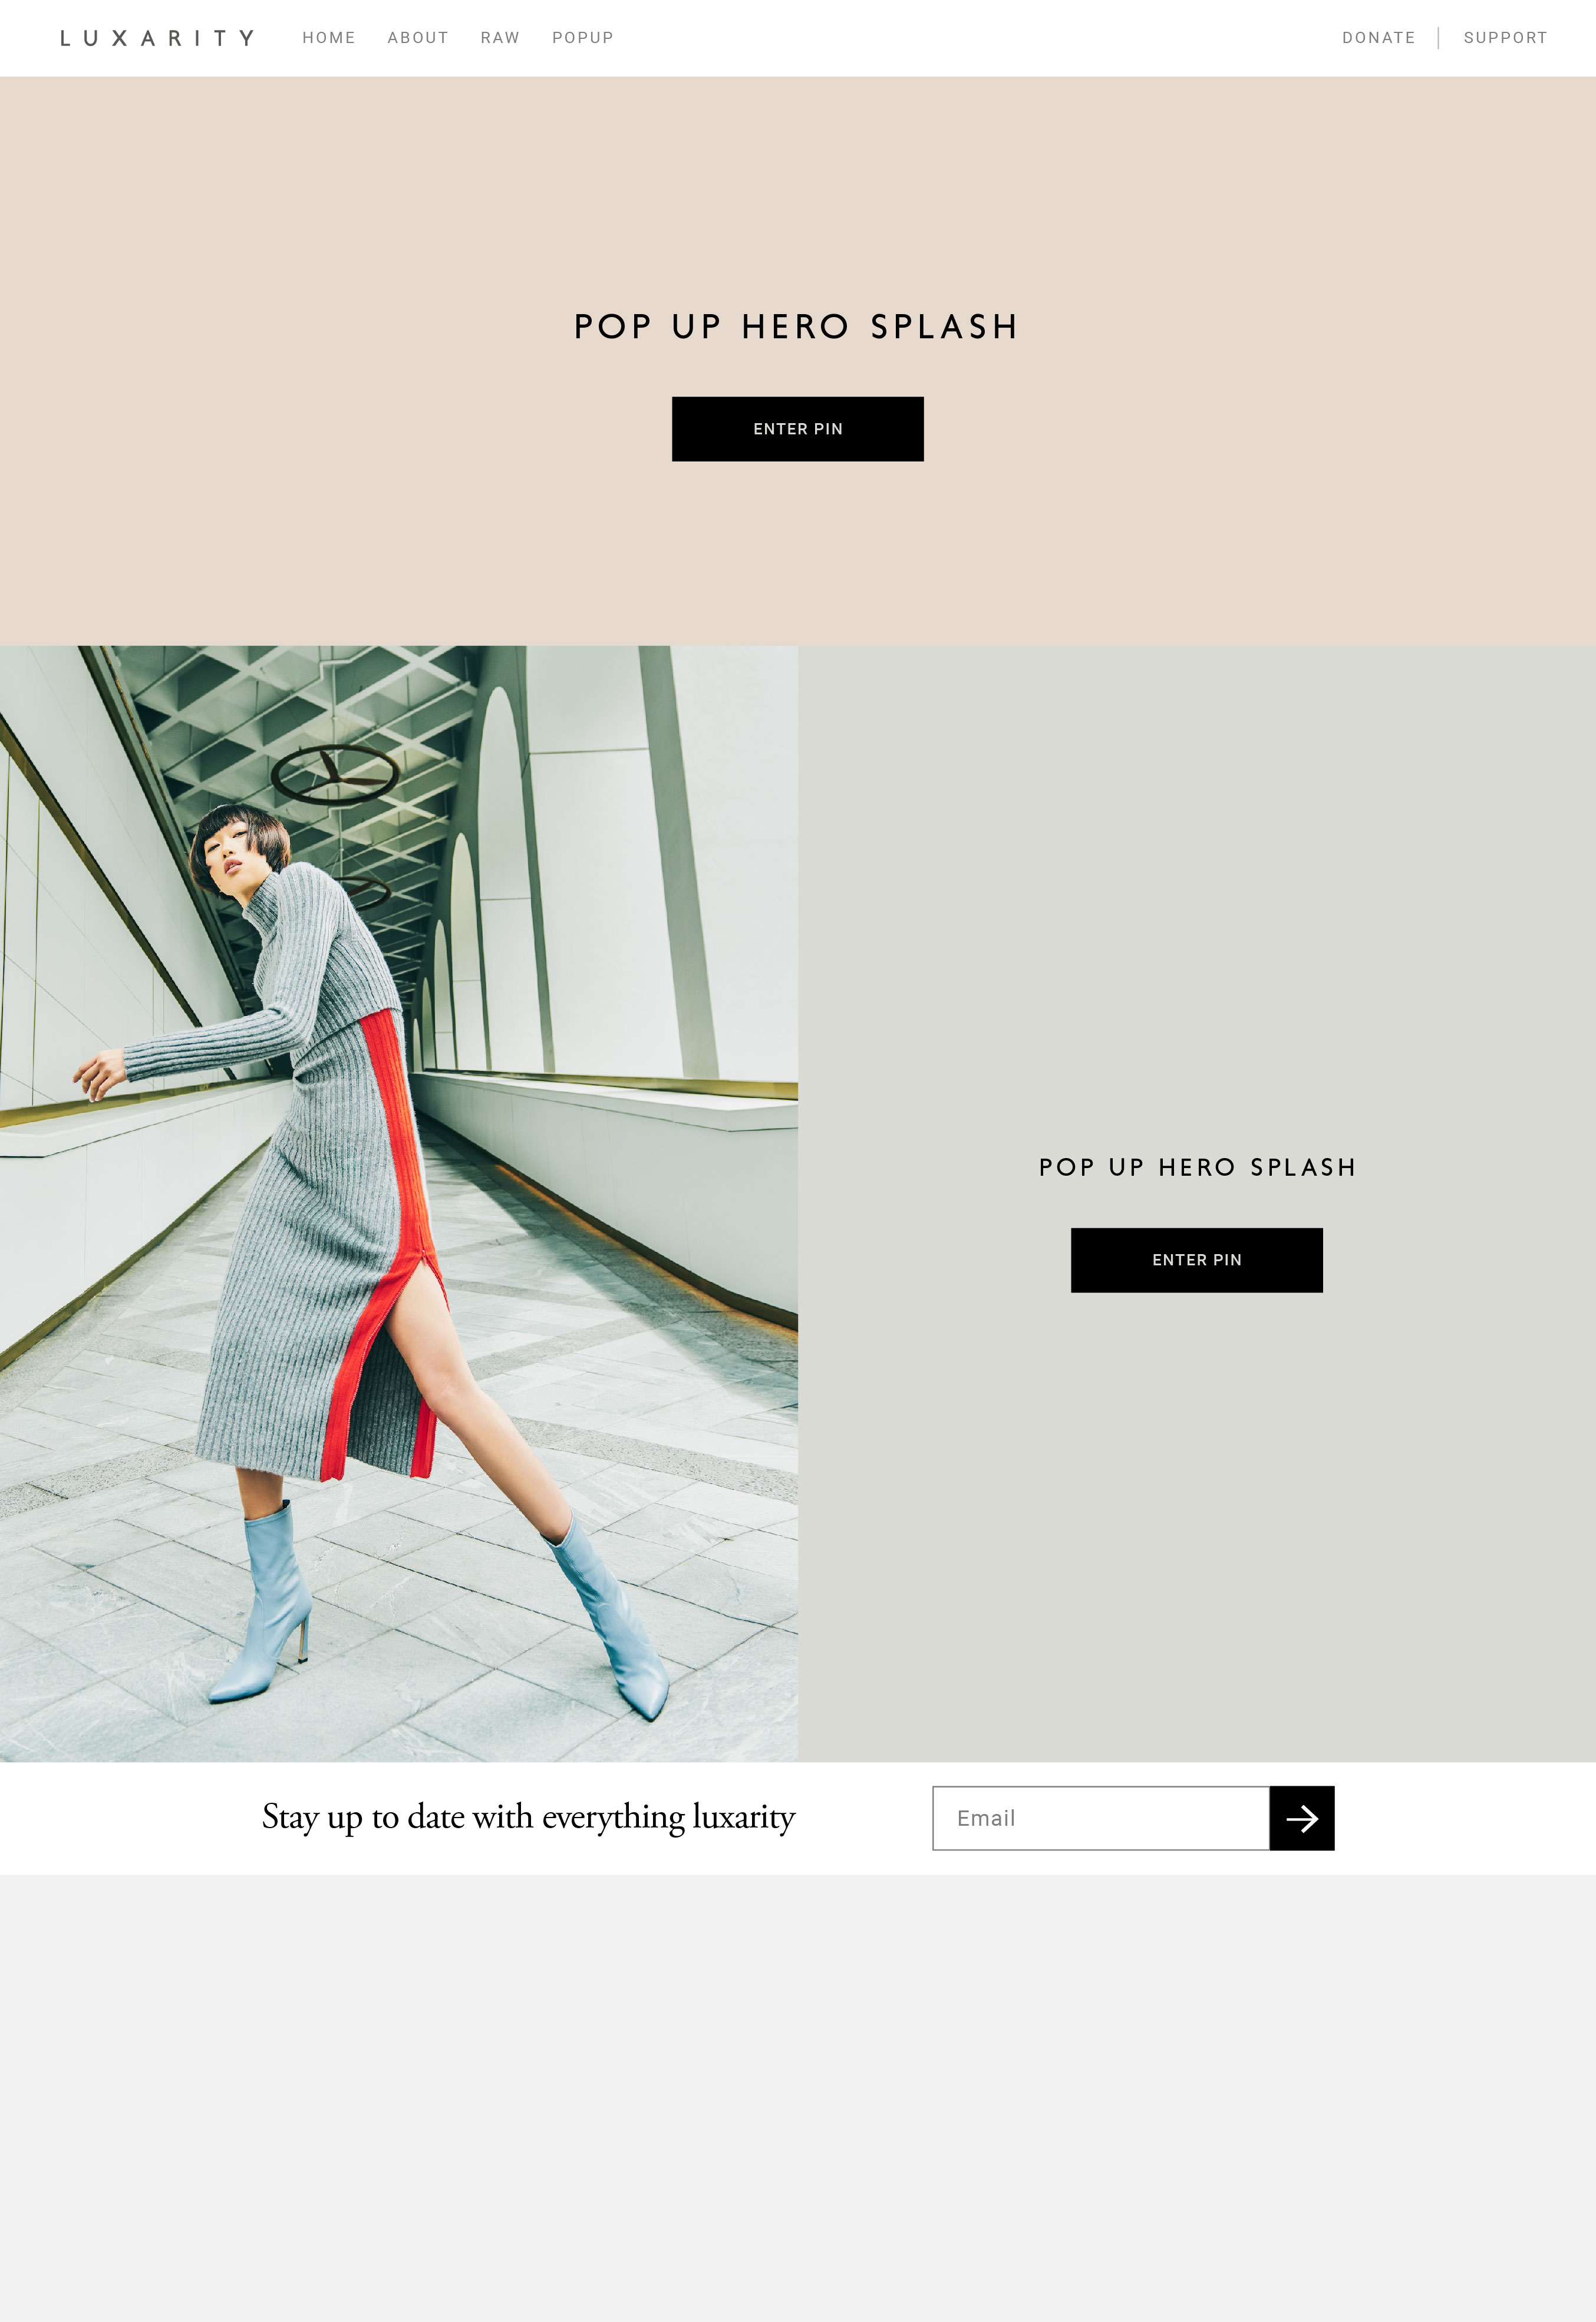 LUXARITY HOME ABOUT RAW POPUP DONATE SUPPORT
POP UP HERO SPLASH
ENTER PIN
POP UP HERO SPLASH
ENTER PIN
Stay up to date with everything luxarity Email